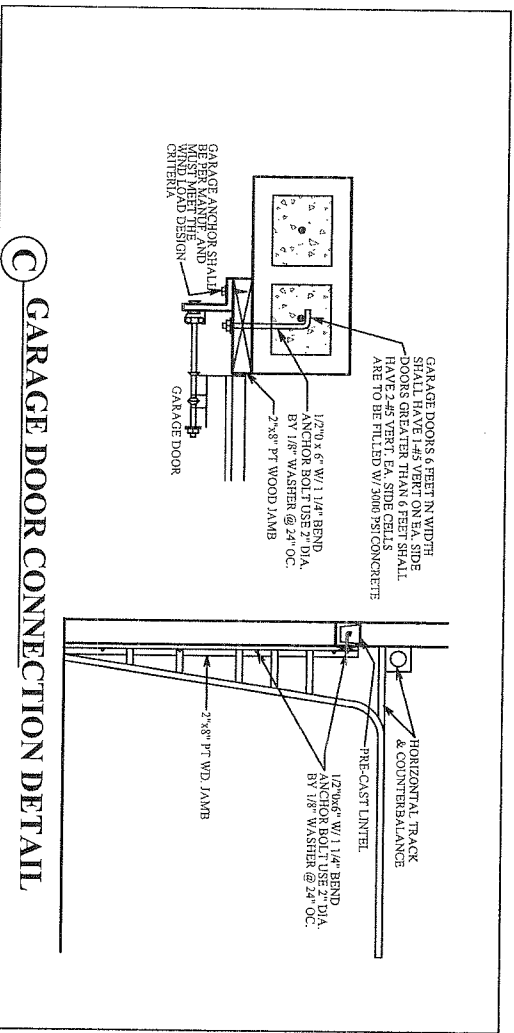 GARAGE DOORS 6 FEET IN WIDTH
SHALL HAVE 1-#5 VERT ON EA. SIDE
DOORS GREATER THAN 6 FEET SHALL
HAVE 2-#5 VERT. EA. SIDE CELLS
ARE TO BE FILLED W/ 3000 PSI CONCRETE
1/2"0 x 6" W/ 1 1/4" BEND
ANCHOR BOLT USE 2" DIA.
BY 1/8" WASHER @ 24" OC.
2"x8" PT WOOD JAMB
GARAGE DOOR
GARAGE ANCHOR SHALL
BE PER MANUF. AND
MUST MEET THE
WIND LOAD DESIGN
CRITERIA
HORIZONTAL TRACK
& COUNTERBALANCE
PRE-CAST LINTEL
1/2"0x6" W/ 1 1/4" BEND
ANCHOR BOLT USE 2" DIA.
BY 1/8" WASHER @ 24" OC.
2"x8" PT WD. JAMB
C GARAGE DOOR CONNECTION DETAIL